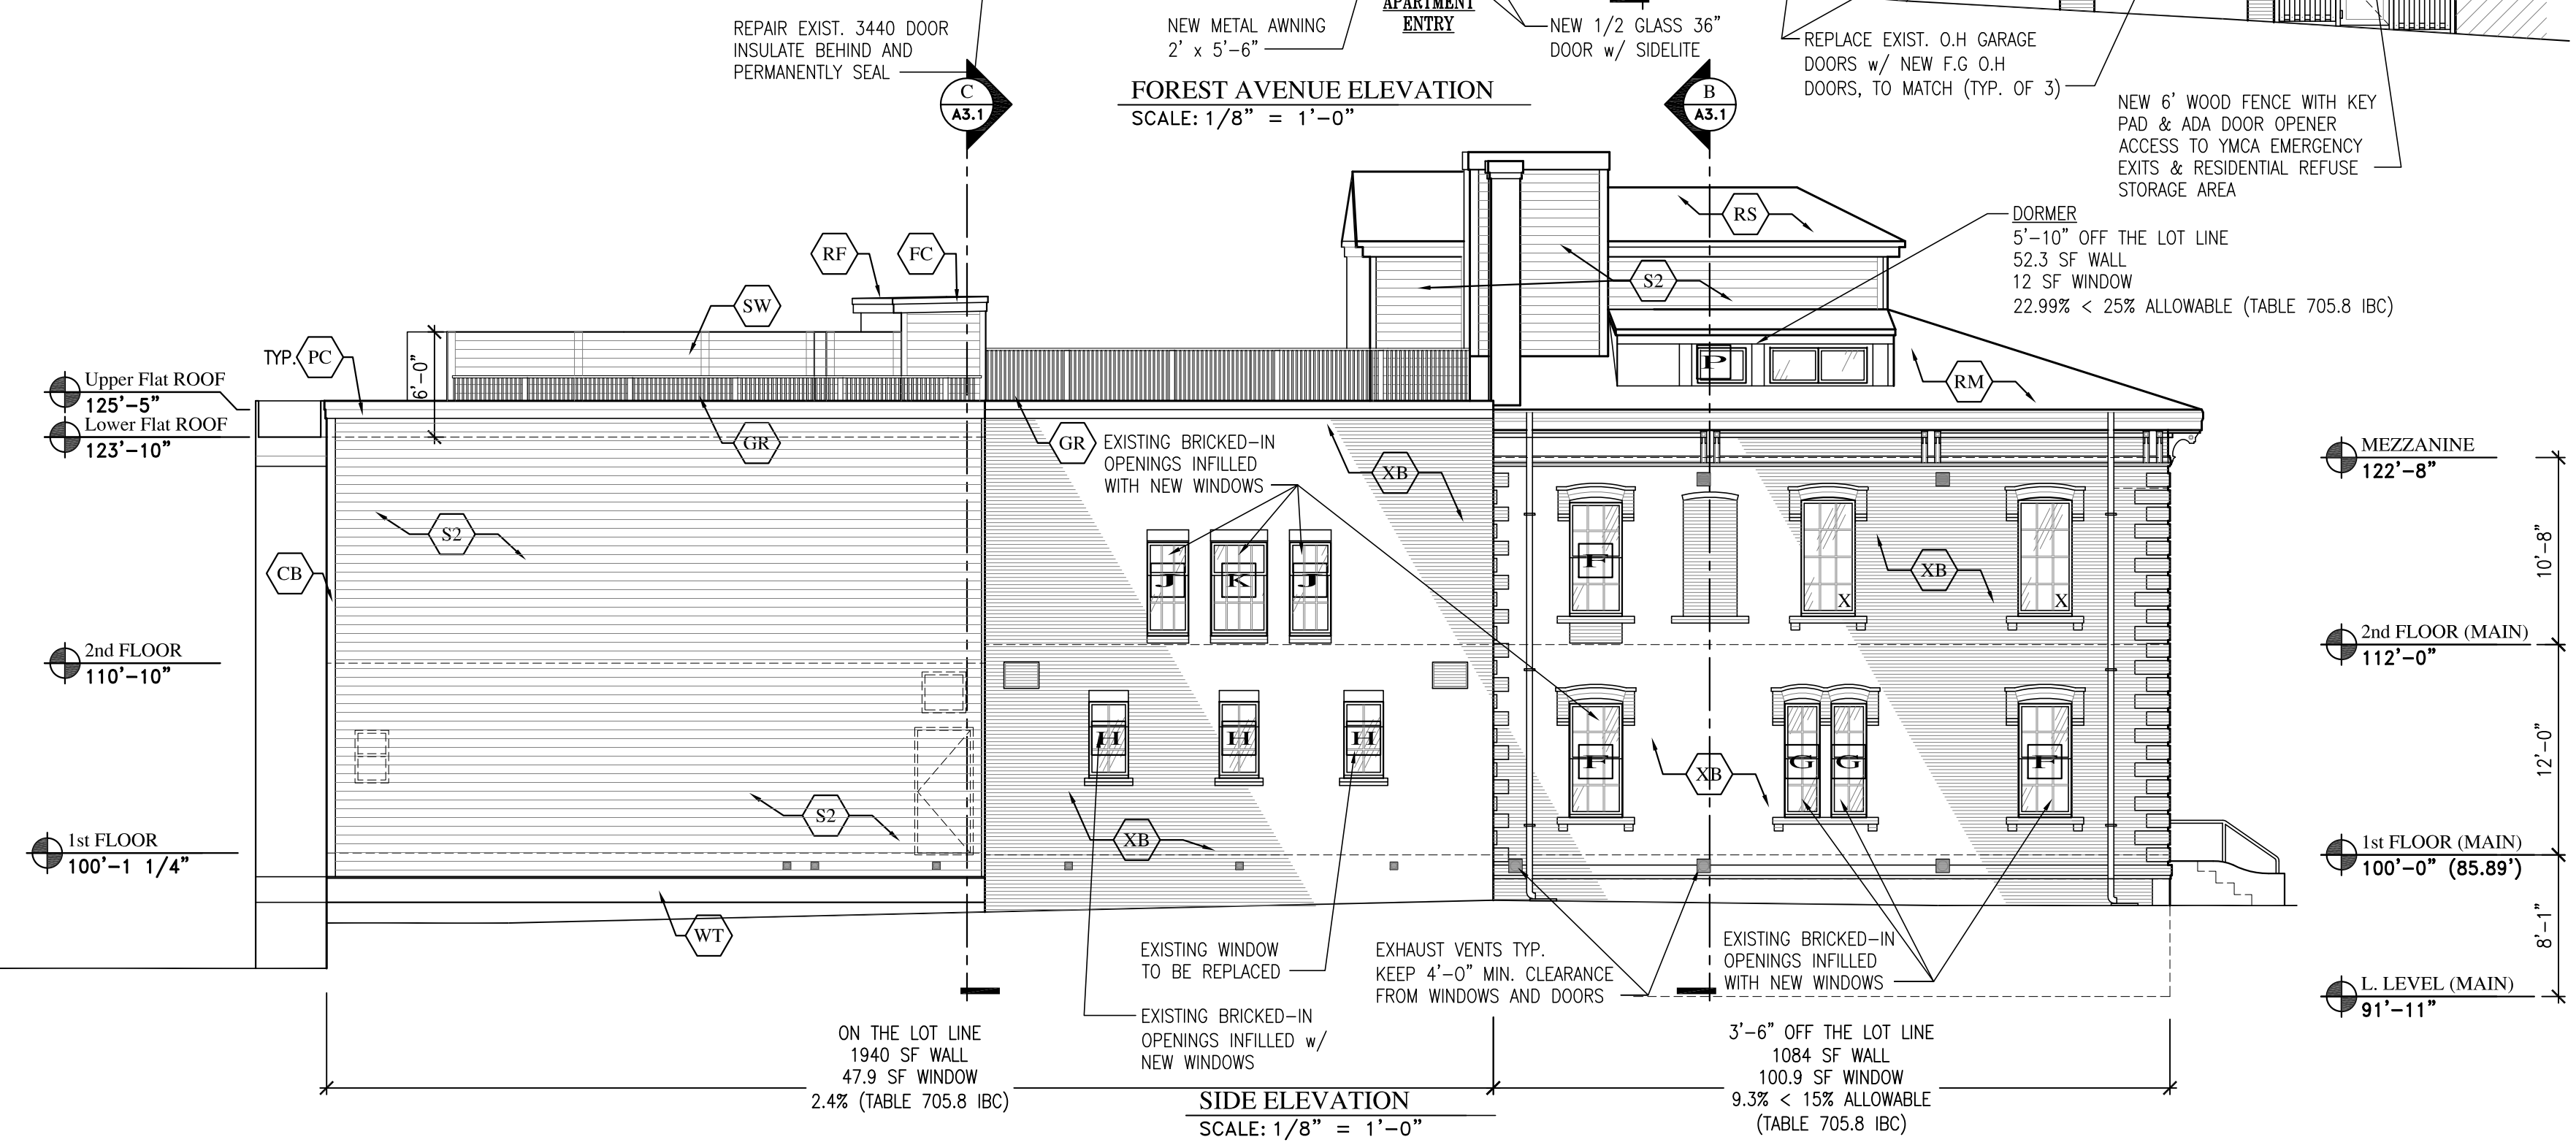 REPAIR EXIST. 3440 DOOR
INSULATE BEHIND AND
PERMANENTLY SEAL
NEW METAL AWNING
2' x 5'-6"
APARTMENT
ENTRY
NEW 1/2 GLASS 36"
DOOR w/ SIDELITE
REPLACE EXIST. O.H GARAGE
DOORS w/ NEW F.G O.H
DOORS, TO MATCH (TYP. OF 3)
NEW 6' WOOD FENCE WITH KEY
PAD & ADA DOOR OPENER
ACCESS TO YMCA EMERGENCY
EXITS & RESIDENTIAL REFUSE
STORAGE AREA
C
A3.1
FOREST AVENUE ELEVATION
SCALE: 1/8" = 1'-0"
B
A3.1
DORMER
5'-10" OFF THE LOT LINE
52.3 SF WALL
12 SF WINDOW
22.99% < 25% ALLOWABLE (TABLE 705.8 IBC)
RS
RF
FC
S2
SW
TYP.
PC
6'-0"
P
RM
Upper Flat ROOF
125'-5"
Lower Flat ROOF
123'-10"
GR
GR
EXISTING BRICKED-IN
OPENINGS INFILLED
WITH NEW WINDOWS
XB
MEZZANINE
122'-8"
S2
CB
J
K
J
F
X
X
XB
10'-8"
2nd FLOOR
110'-10"
2nd FLOOR (MAIN)
112'-0"
H
H
H
F
G
G
F
XB
12'-0"
S2
XB
1st FLOOR
100'-1 1/4"
1st FLOOR (MAIN)
100'-0" (85.89')
WT
8'-1"
EXISTING WINDOW
TO BE REPLACED
EXHAUST VENTS TYP.
KEEP 4'-0" MIN. CLEARANCE
FROM WINDOWS AND DOORS
EXISTING BRICKED-IN
OPENINGS INFILLED
WITH NEW WINDOWS
L. LEVEL (MAIN)
91'-11"
EXISTING BRICKED-IN
OPENINGS INFILLED w/
NEW WINDOWS
ON THE LOT LINE
1940 SF WALL
47.9 SF WINDOW
2.4% (TABLE 705.8 IBC)
3'-6" OFF THE LOT LINE
1084 SF WALL
100.9 SF WINDOW
9.3% < 15% ALLOWABLE
(TABLE 705.8 IBC)
SIDE ELEVATION
SCALE: 1/8" = 1'-0"